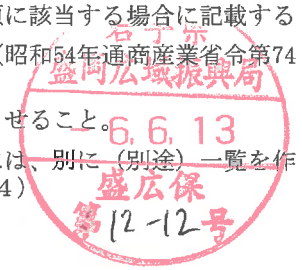 項に該当する場合に記載する
岩手県
(昭和54年通商産業省令第74
盛岡広域振興局
せること。
6.6.13
には、別に(別途)一覧を作
4)
盛広保
第12-12号